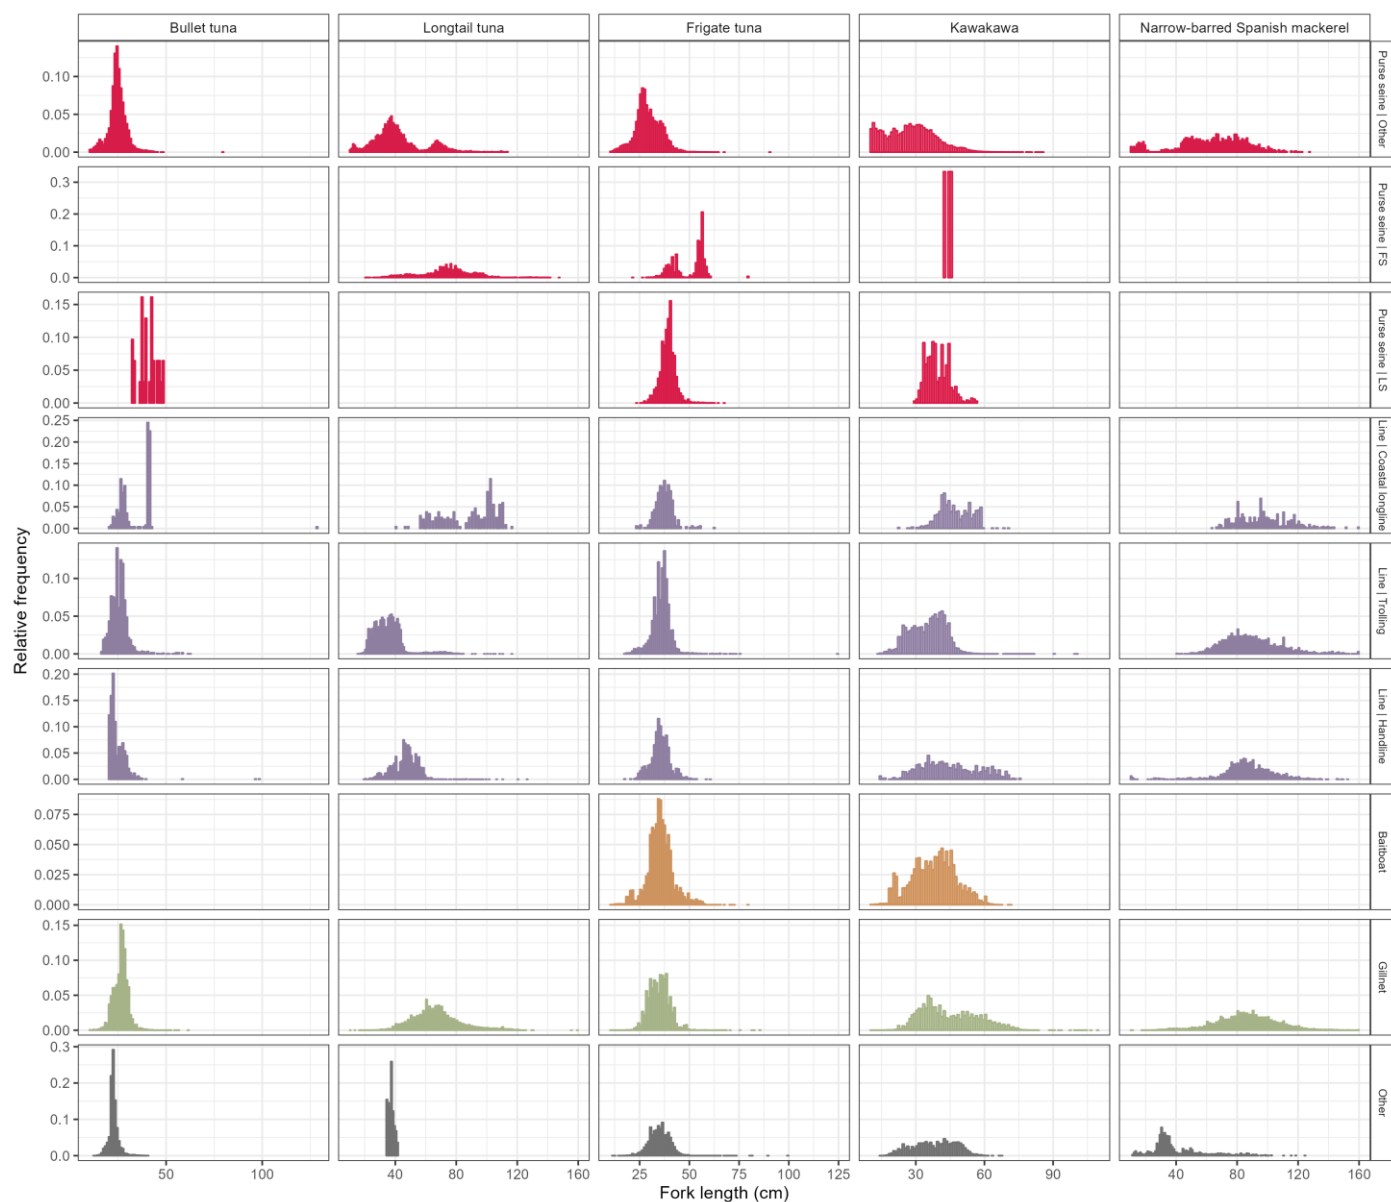 Bullet tuna Longtail tuna Frigate tuna Kawakawa Narrow-barred Spanish mackerel
0.10
0.05
0.00
Purse seine | Other
0.3
0.2
0.1
0.0
Purse seine | FS
0.15
0.10
0.05
0.00
Purse seine | LS
0.25
0.20
0.15
0.10
0.05
0.00
Line | Coastal longline
Relative frequency
0.10
0.05
0.00
Line | Trolling
0.20
0.15
0.10
0.05
0.00
Line | Handline
0.075
0.050
0.025
0.000
Baitboat
0.15
0.10
0.05
0.00
Gillnet
0.3
0.2
0.1
0.0
Other
50 100 40 80 120 160 25 50 75 100 125 30 60 90 40 80 120 160
Fork length (cm)